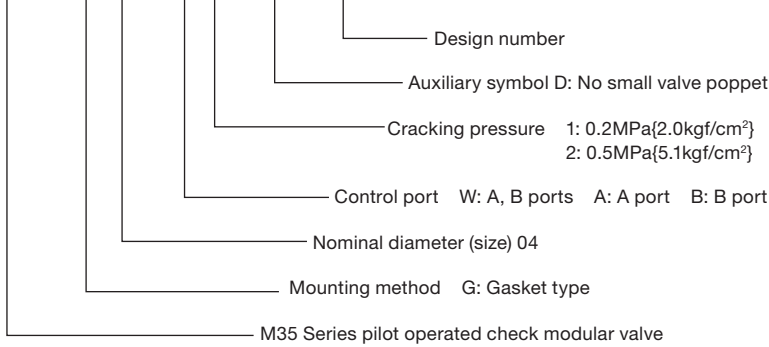 Design number
Auxiliary symbol D: No small valve poppet
Cracking pressure 1: 0.2MPa{2.0kgf/cm²}
2: 0.5MPa{5.1kgf/cm²}
Control port W: A, B ports A: A port B: B port
Nominal diameter (size) 04
Mounting method G: Gasket type
M35 Series pilot operated check modular valve